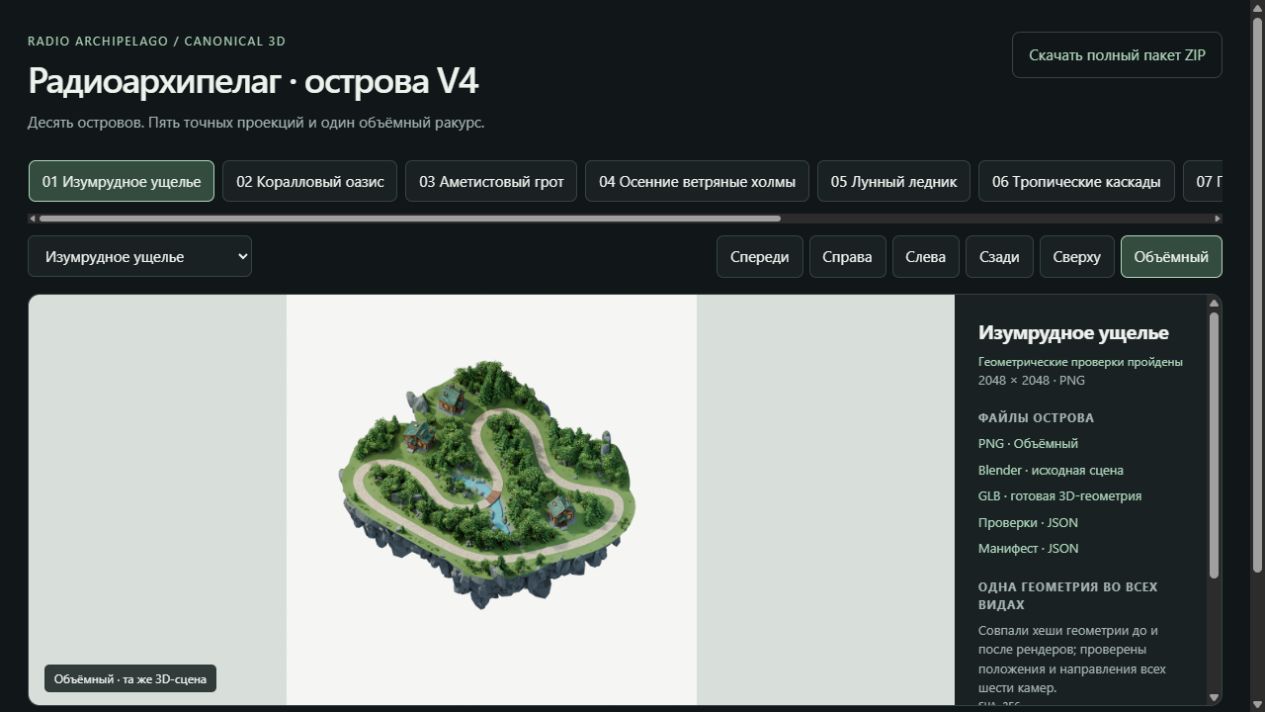 RADIO ARCHIPELAGO / CANONICAL 3D
Скачать полный пакет ZIP
Радиоархипелаг · острова V4
Десять островов. Пять точных проекций и один объёмный ракурс.
01 Изумрудное ущелье
02 Коралловый оазис
03 Аметистовый грот
04 Осенние ветряные холмы
05 Лунный ледник
06 Тропические каскады
07
Изумрудное ущелье
Спереди
Справа
Слева
Сзади
Сверху
Объёмный
Изумрудное ущелье
Геометрические проверки пройдены
2048 × 2048 · PNG
ФАЙЛЫ ОСТРОВА
PNG · Объёмный
Blender · исходная сцена
GLB · готовая 3D-геометрия
Проверки · JSON
Манифест · JSON
ОДНА ГЕОМЕТРИЯ ВО ВСЕХ
ВИДАХ
Совпали хеши геометрии до и
после рендеров; проверены
положения и направления всех
шести камер.
Объёмный · та же 3D-сцена